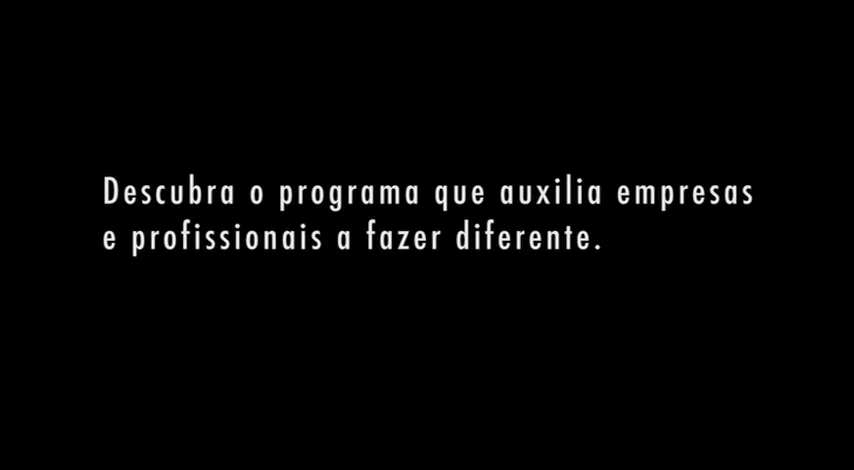 Descubra o programa que auxilia empresas
e profissionais a fazer diferente.